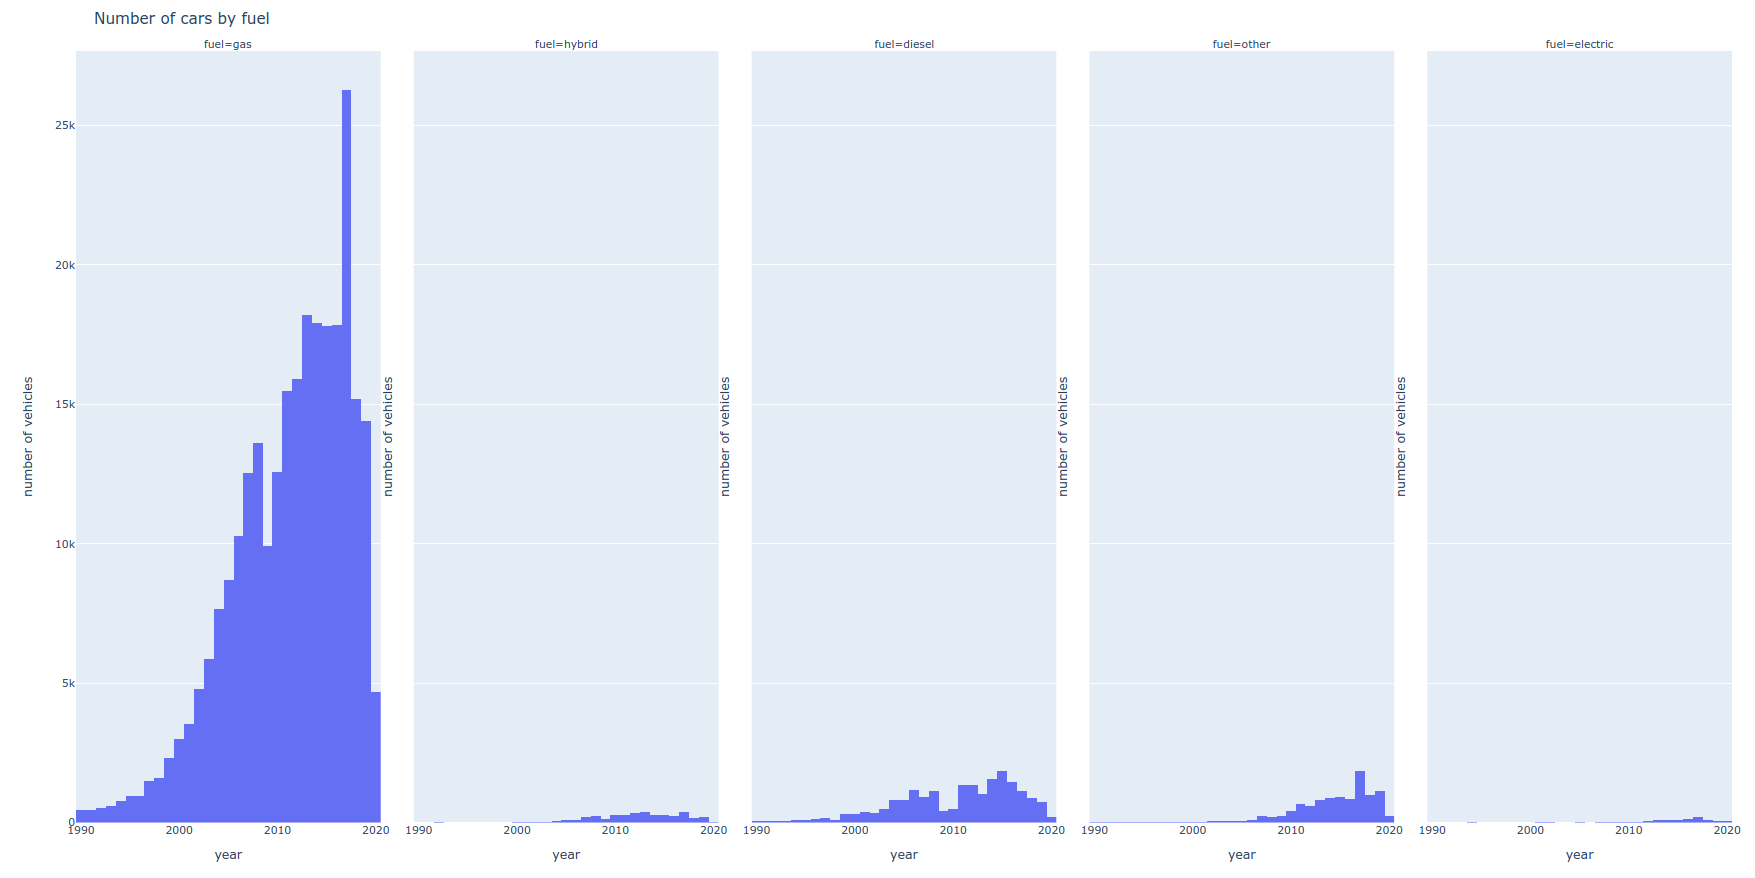 Number of cars by fuel
fuel=gas
fuel=hybrid
fuel=diesel
fuel=other
fuel=electric
25k
20k
15k
10k
5k
0
number of vehicles
number of vehicles
number of vehicles
number of vehicles
number of vehicles
1990 2000 2010 2020
1990 2000 2010 2020
1990 2000 2010 2020
1990 2000 2010 2020
1990 2000 2010 2020
year
year
year
year
year